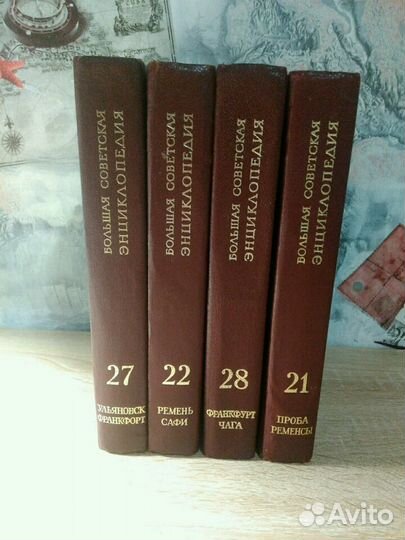 БОЛЬШАЯ СОВЕТСКАЯ
ЭНЦИКЛОПЕДИЯ
27
УЛЬЯНОВСК
ФРАНКФОРТ
БОЛЬШАЯ СОВЕТСКАЯ
ЭНЦИКЛОПЕДИЯ
22
РЕМЕНЬ
САФИ
БОЛЬШАЯ СОВЕТСКАЯ
ЭНЦИКЛОПЕДИЯ
28
ФРАНКФУРТ
ЧАГА
БОЛЬШАЯ СОВЕТСКАЯ
ЭНЦИКЛОПЕДИЯ
21
ПРОБА
РЕМЕНСЫ
Avito